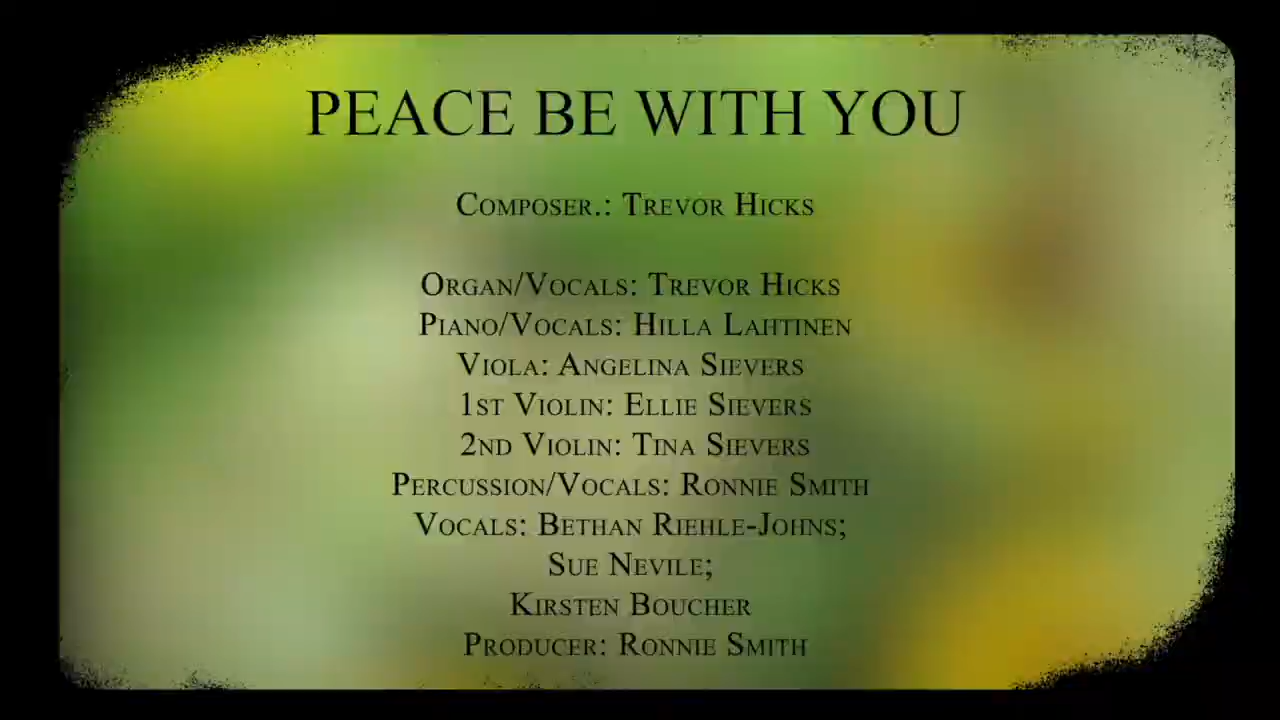 PEACE BE WITH YOU
COMPOSER.: TREVOR HICKS
ORGAN/VOCALS: TREVOR HICKS
PIANO/VOCALS: HILLA LAHTINEN
VIOLA: ANGELINA SIEVERS
1ST VIOLIN: ELLIE SIEVERS
2ND VIOLIN: TINA SIEVERS
PERCUSSION/VOCALS: RONNIE SMITH
VOCALS: BETHAN RIEHLE-JOHNS;
SUE NEVILE;
KIRSTEN BOUCHER
PRODUCER: RONNIE SMITH